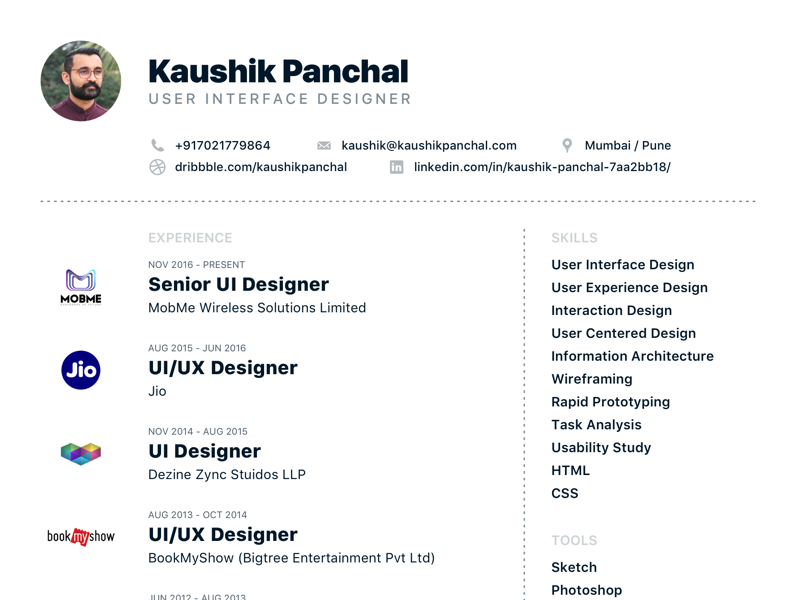 Kaushik Panchal
USER INTERFACE DESIGNER
+917021779864
kaushik@kaushikpanchal.com
Mumbai / Pune
dribbble.com/kaushikpanchal
linkedin.com/in/kaushik-panchal-7aa2bb18/
EXPERIENCE
MOBME
NOV 2016 - PRESENT
Senior UI Designer
MobMe Wireless Solutions Limited
Jio
AUG 2015 - JUN 2016
UI/UX Designer
Jio
NOV 2014 - AUG 2015
UI Designer
Dezine Zync Stuidos LLP
bookmyshow
AUG 2013 - OCT 2014
UI/UX Designer
BookMyShow (Bigtree Entertainment Pvt Ltd)
JUN 2012 - AUG 2013
SKILLS
User Interface Design
User Experience Design
Interaction Design
User Centered Design
Information Architecture
Wireframing
Rapid Prototyping
Task Analysis
Usability Study
HTML
CSS
TOOLS
Sketch
Photoshop